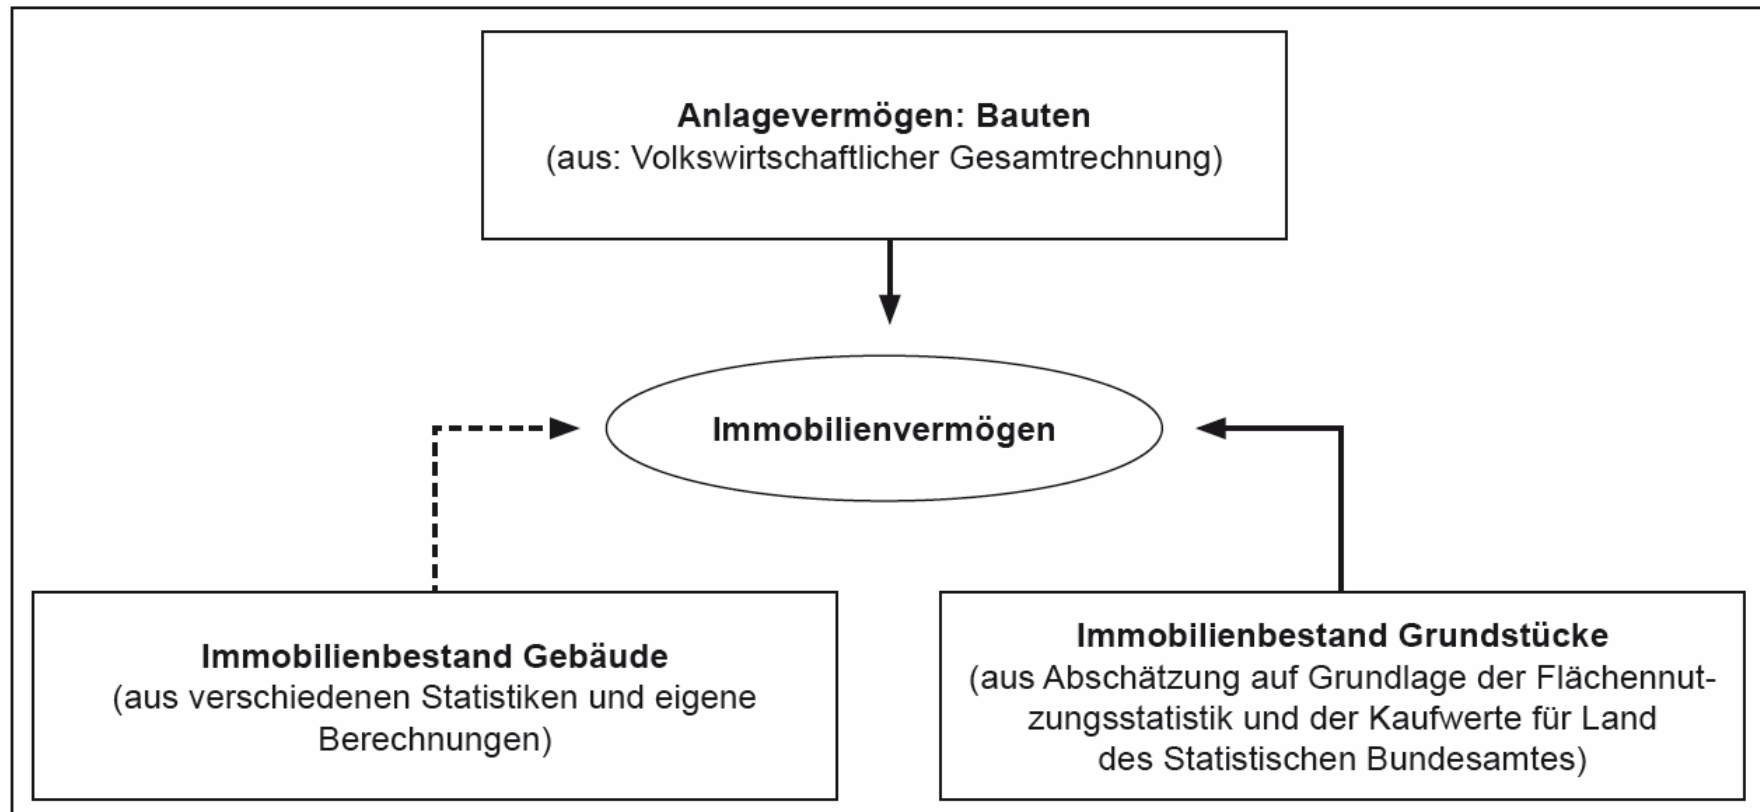 Anlagevermögen: Bauten
(aus: Volkswirtschaftlicher Gesamtrechnung)
Immobilienvermögen
Immobilienbestand Gebäude
(aus verschiedenen Statistiken und eigene
Berechnungen)
Immobilienbestand Grundstücke
(aus Abschätzung auf Grundlage der Flächennut-
zungsstatistik und der Kaufwerte für Land
des Statistischen Bundesamtes)